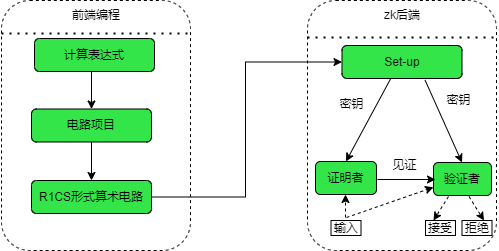 前端编程
计算表达式
电路项目
R1CS形式算术电路
zk后端
Set-up
密钥
密钥
证明者
见证
验证者
输入
接受
拒绝